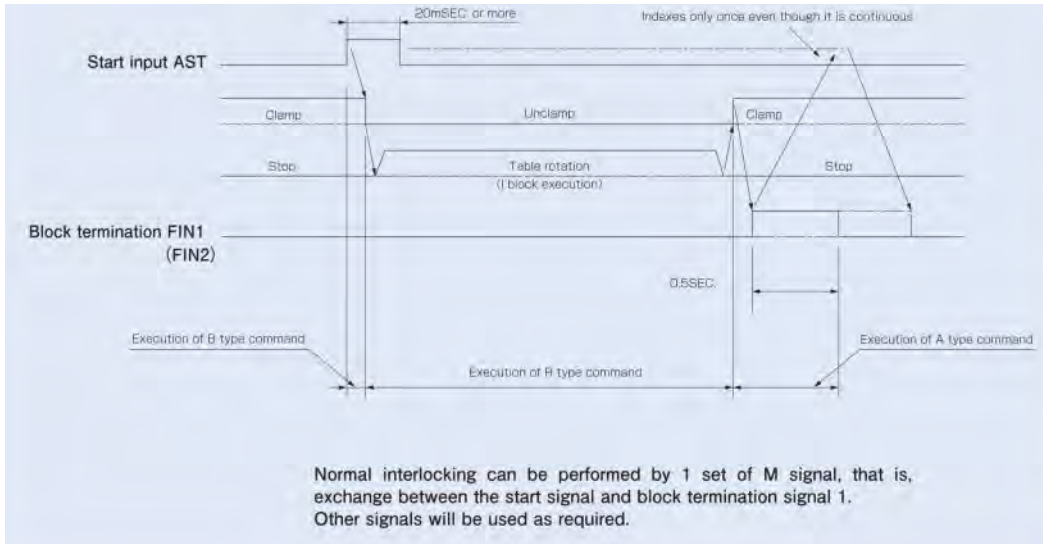 20mSEC. or more
Indexes only once even though it is continuous
Start input AST
Clamp
Unclamp
Clamp
Stop
Table rotation
Stop
(1 block execution)
Block termination FIN1
(FIN2)
0.5SEC.
Execution of B type command
Execution of A type command
Execution of R type command
Normal interlocking can be performed by 1 set of M signal, that is,
exchange between the start signal and block termination signal 1.
Other signals will be used as required.